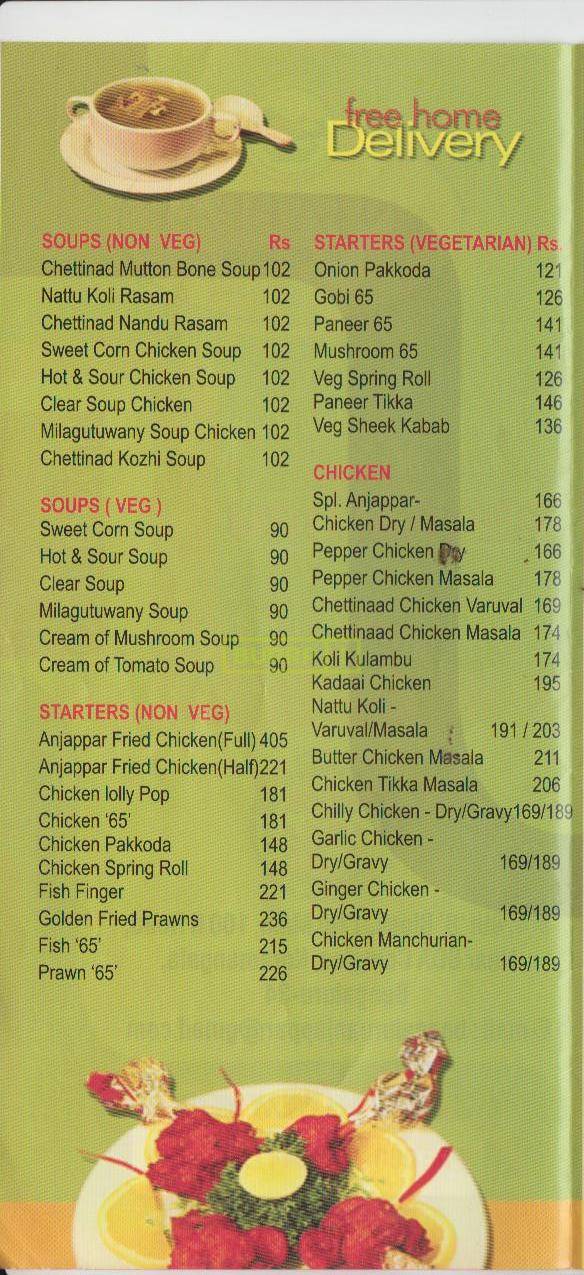 free home
Delivery
SOUPS (NON VEG) Rs
Chettinad Mutton Bone Soup 102
Nattu Koli Rasam 102
Chettinad Nandu Rasam 102
Sweet Corn Chicken Soup 102
Hot & Sour Chicken Soup 102
Clear Soup Chicken 102
Milagutuwany Soup Chicken 102
Chettinad Kozhi Soup 102
SOUPS ( VEG )
Sweet Corn Soup 90
Hot & Sour Soup 90
Clear Soup 90
Milagutuwany Soup 90
Cream of Mushroom Soup 90
Cream of Tomato Soup 90
STARTERS (NON VEG)
Anjappar Fried Chicken(Full) 405
Anjappar Fried Chicken(Half) 221
Chicken lolly Pop 181
Chicken ‘65’ 181
Chicken Pakkoda 148
Chicken Spring Roll 148
Fish Finger 221
Golden Fried Prawns 236
Fish ‘65’ 215
Prawn ‘65’ 226
STARTERS (VEGETARIAN) Rs.
Onion Pakkoda 121
Gobi 65 126
Paneer 65 141
Mushroom 65 141
Veg Spring Roll 126
Paneer Tikka 146
Veg Sheek Kabab 136
CHICKEN
Spl. Anjappar- 166
Chicken Dry / Masala 178
Pepper Chicken Dry 166
Pepper Chicken Masala 178
Chettinaad Chicken Varuval 169
Chettinaad Chicken Masala 174
Koli Kulambu 174
Kadaai Chicken 195
Nattu Koli -
Varuval/Masala 191 / 203
Butter Chicken Masala 211
Chicken Tikka Masala 206
Chilly Chicken - Dry/Gravy 169/189
Garlic Chicken -
Dry/Gravy 169/189
Ginger Chicken -
Dry/Gravy 169/189
Chicken Manchurian-
Dry/Gravy 169/189